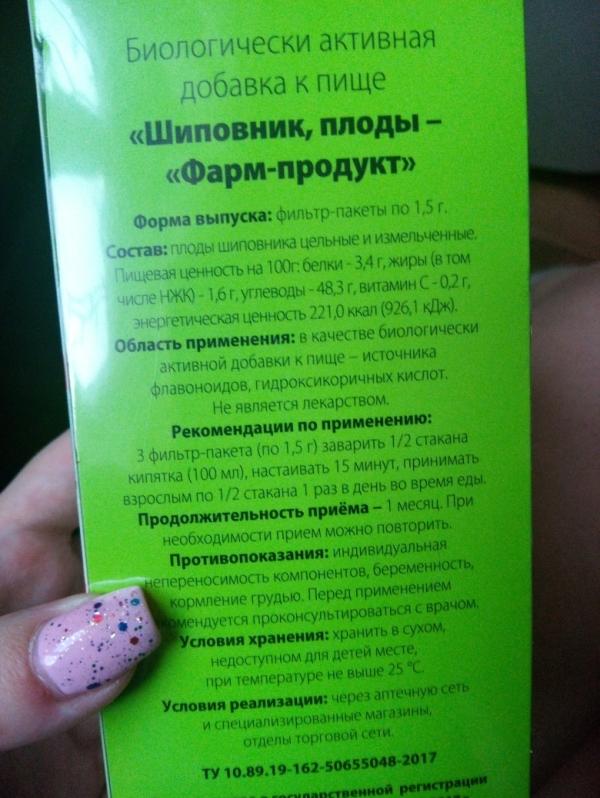 Биологически активная
добавка к пище
«Шиповник, плоды –
«Фарм-продукт»
Форма выпуска: фильтр-пакеты по 1,5 г.
Состав: плоды шиповника цельные и измельченные.
Пищевая ценность на 100г: белки - 3,4 г, жиры (в том
числе НЖК) - 1,6 г, углеводы - 48,3 г, витамин С - 0,2 г,
энергетическая ценность 221,0 ккал (926,1 кДж).
Область применения: в качестве биологически
активной добавки к пище – источника
флавоноидов, гидроксикоричных кислот.
Не является лекарством.
Рекомендации по применению:
3 фильтр-пакета (по 1,5 г) заварить 1/2 стакана
кипятка (100 мл), настаивать 15 минут, принимать
взрослым по 1/2 стакана 1 раз в день во время еды.
Продолжительность приёма – 1 месяц. При
необходимости прием можно повторить.
Противопоказания: индивидуальная
непереносимость компонентов, беременность,
кормление грудью. Перед применением
комендуется проконсультироваться с врачом.
Условия хранения: хранить в сухом,
недоступном для детей месте,
при температуре не выше 25 °С.
Условия реализации: через аптечную сеть
и специализированные магазины,
отделы торговой сети.
ТУ 10.89.19-162-50655048-2017
о государственной регистрации